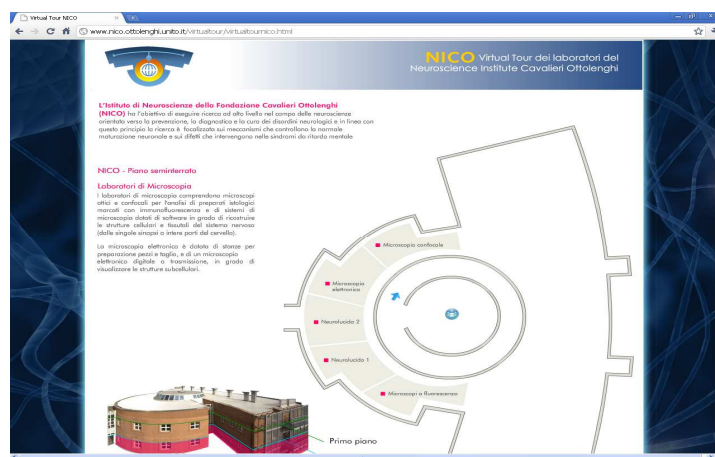 Virtual Tour NICO
www.nico.ottolenghi.unito.it/virtualtour/virtualtournico.html
NICO Virtual Tour dei laboratori del
Neuroscience Institute Cavalieri Ottolenghi
L'Istituto di Neuroscienze della Fondazione Cavalieri Ottolenghi
(NICO) ha l'obiettivo di eseguire ricerca ad alto livello nel campo delle neuroscienze
orientato verso la prevenzione, la diagnostica e la cura dei disordini neurologici e in linea con
questo principio la ricerca è focalizzata sui meccanismi che controllano la normale
maturazione neuronale e sui difetti che intervengono nelle sindromi da ritardo mentale
NICO - Piano seminterrato
Laboratori di Microscopia
I laboratori di microscopia comprendono microscopi
ottici e confocali per l'analisi di preparati istologici
marcati con immunofluorescenza e di sistemi di
microscopia dotati di software in grado di ricostruire
le strutture cellulari e tissutali del sistema nervoso
(dalle singole sinapsi a intere parti del cervello).
La microscopia elettronica è dotata di stanze per
preparazione pezzi e taglio, e di un microscopio
elettronico digitale a trasmissione, in grado di
visualizzare le strutture subcellulari.
Microscopio confocale
Microscopia
elettronica
Neurolucida 2
Neurolucida 1
Microscopi a fluorescenza
Primo piano